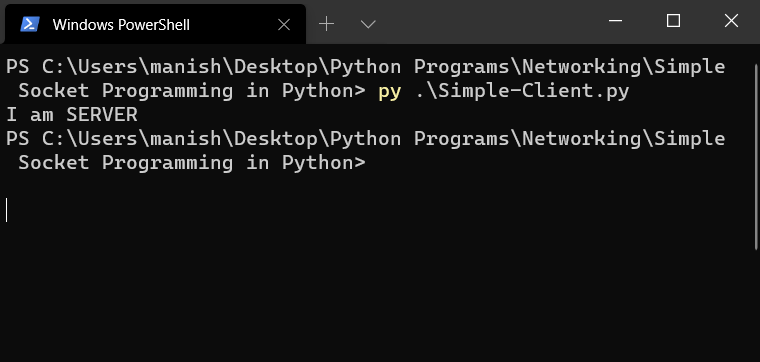 Windows PowerShell
PS C:\Users\manish\Desktop\Python Programs\Networking\Simple
Socket Programming in Python> py .\Simple-Client.py
I am SERVER
PS C:\Users\manish\Desktop\Python Programs\Networking\Simple
Socket Programming in Python>